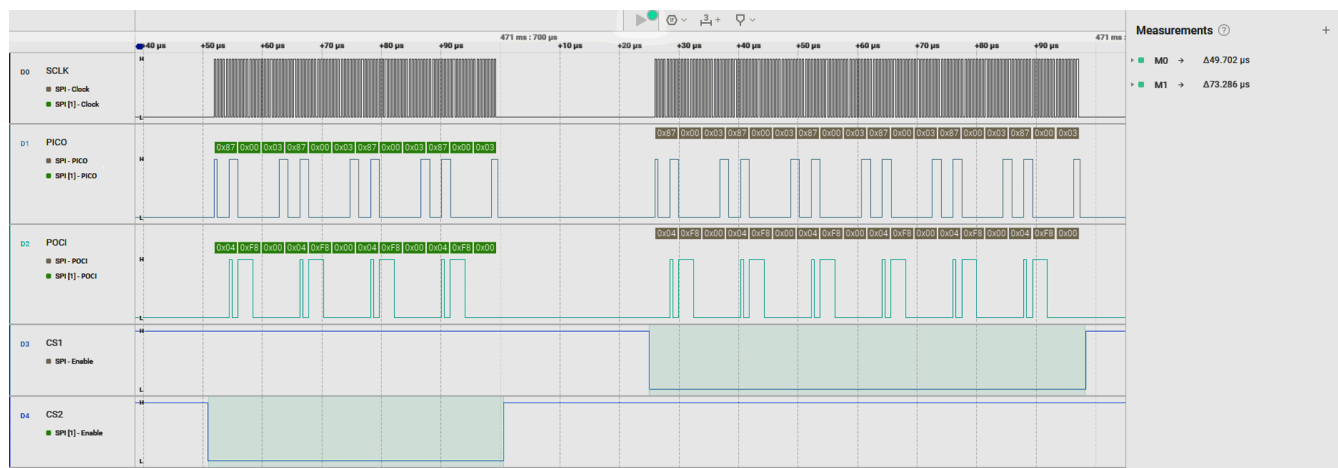 3 +
471 ms : 700 µs 471 ms :
+40 µs +50 µs +60 µs +70 µs +80 µs +90 µs +10 µs +20 µs +30 µs +40 µs +50 µs +60 µs +70 µs +80 µs +90 µs
Measurements ? +
M0 → Δ49.702 µs
M1 → Δ73.286 µs
D0 SCLK H
SPI - Clock
SPI [1] - Clock
L
0x87 0x00 0x03 0x87 0x00 0x03 0x87 0x00 0x03 0x87 0x00 0x03 0x87 0x00 0x03 0x87 0x00 0x03
D1 PICO 0x87 0x00 0x03 0x87 0x00 0x03 0x87 0x00 0x03 0x87 0x00 0x03
SPI - PICO H
SPI [1] - PICO
L
0x04 0xF8 0x00 0x04 0xF8 0x00 0x04 0xF8 0x00 0x04 0xF8 0x00 0x04 0xF8 0x00 0x04 0xF8 0x00
D2 POCI 0x04 0xF8 0x00 0x04 0xF8 0x00 0x04 0xF8 0x00 0x04 0xF8 0x00
SPI - POCI H
SPI [1] - POCI
L
H
D3 CS1
SPI - Enable
L
H
D4 CS2
SPI [1] - Enable
L